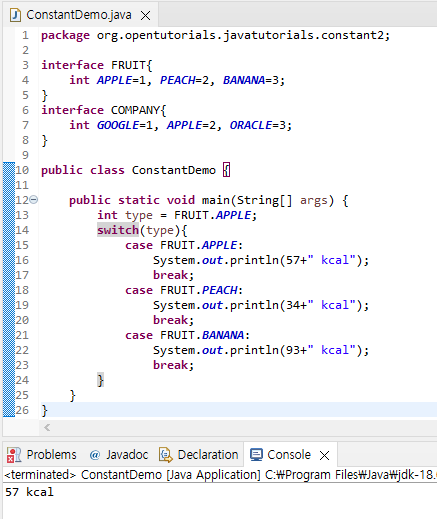 ConstantDemo.java
1 package org.opentutorials.javatutorials.constant2;
2
3 interface FRUIT{
4     int APPLE=1, PEACH=2, BANANA=3;
5 }
6 interface COMPANY{
7     int GOOGLE=1, APPLE=2, ORACLE=3;
8 }
9
10 public class ConstantDemo {
11
12     public static void main(String[] args) {
13         int type = FRUIT.APPLE;
14         switch(type){
15             case FRUIT.APPLE:
16                 System.out.println(57+" kcal");
17                 break;
18             case FRUIT.PEACH:
19                 System.out.println(34+" kcal");
20                 break;
21             case FRUIT.BANANA:
22                 System.out.println(93+" kcal");
23                 break;
24         }
25     }
26 }
Problems @ Javadoc Declaration Console
<terminated> ConstantDemo [Java Application] C:₩Program Files₩Java₩jdk-18.
57 kcal